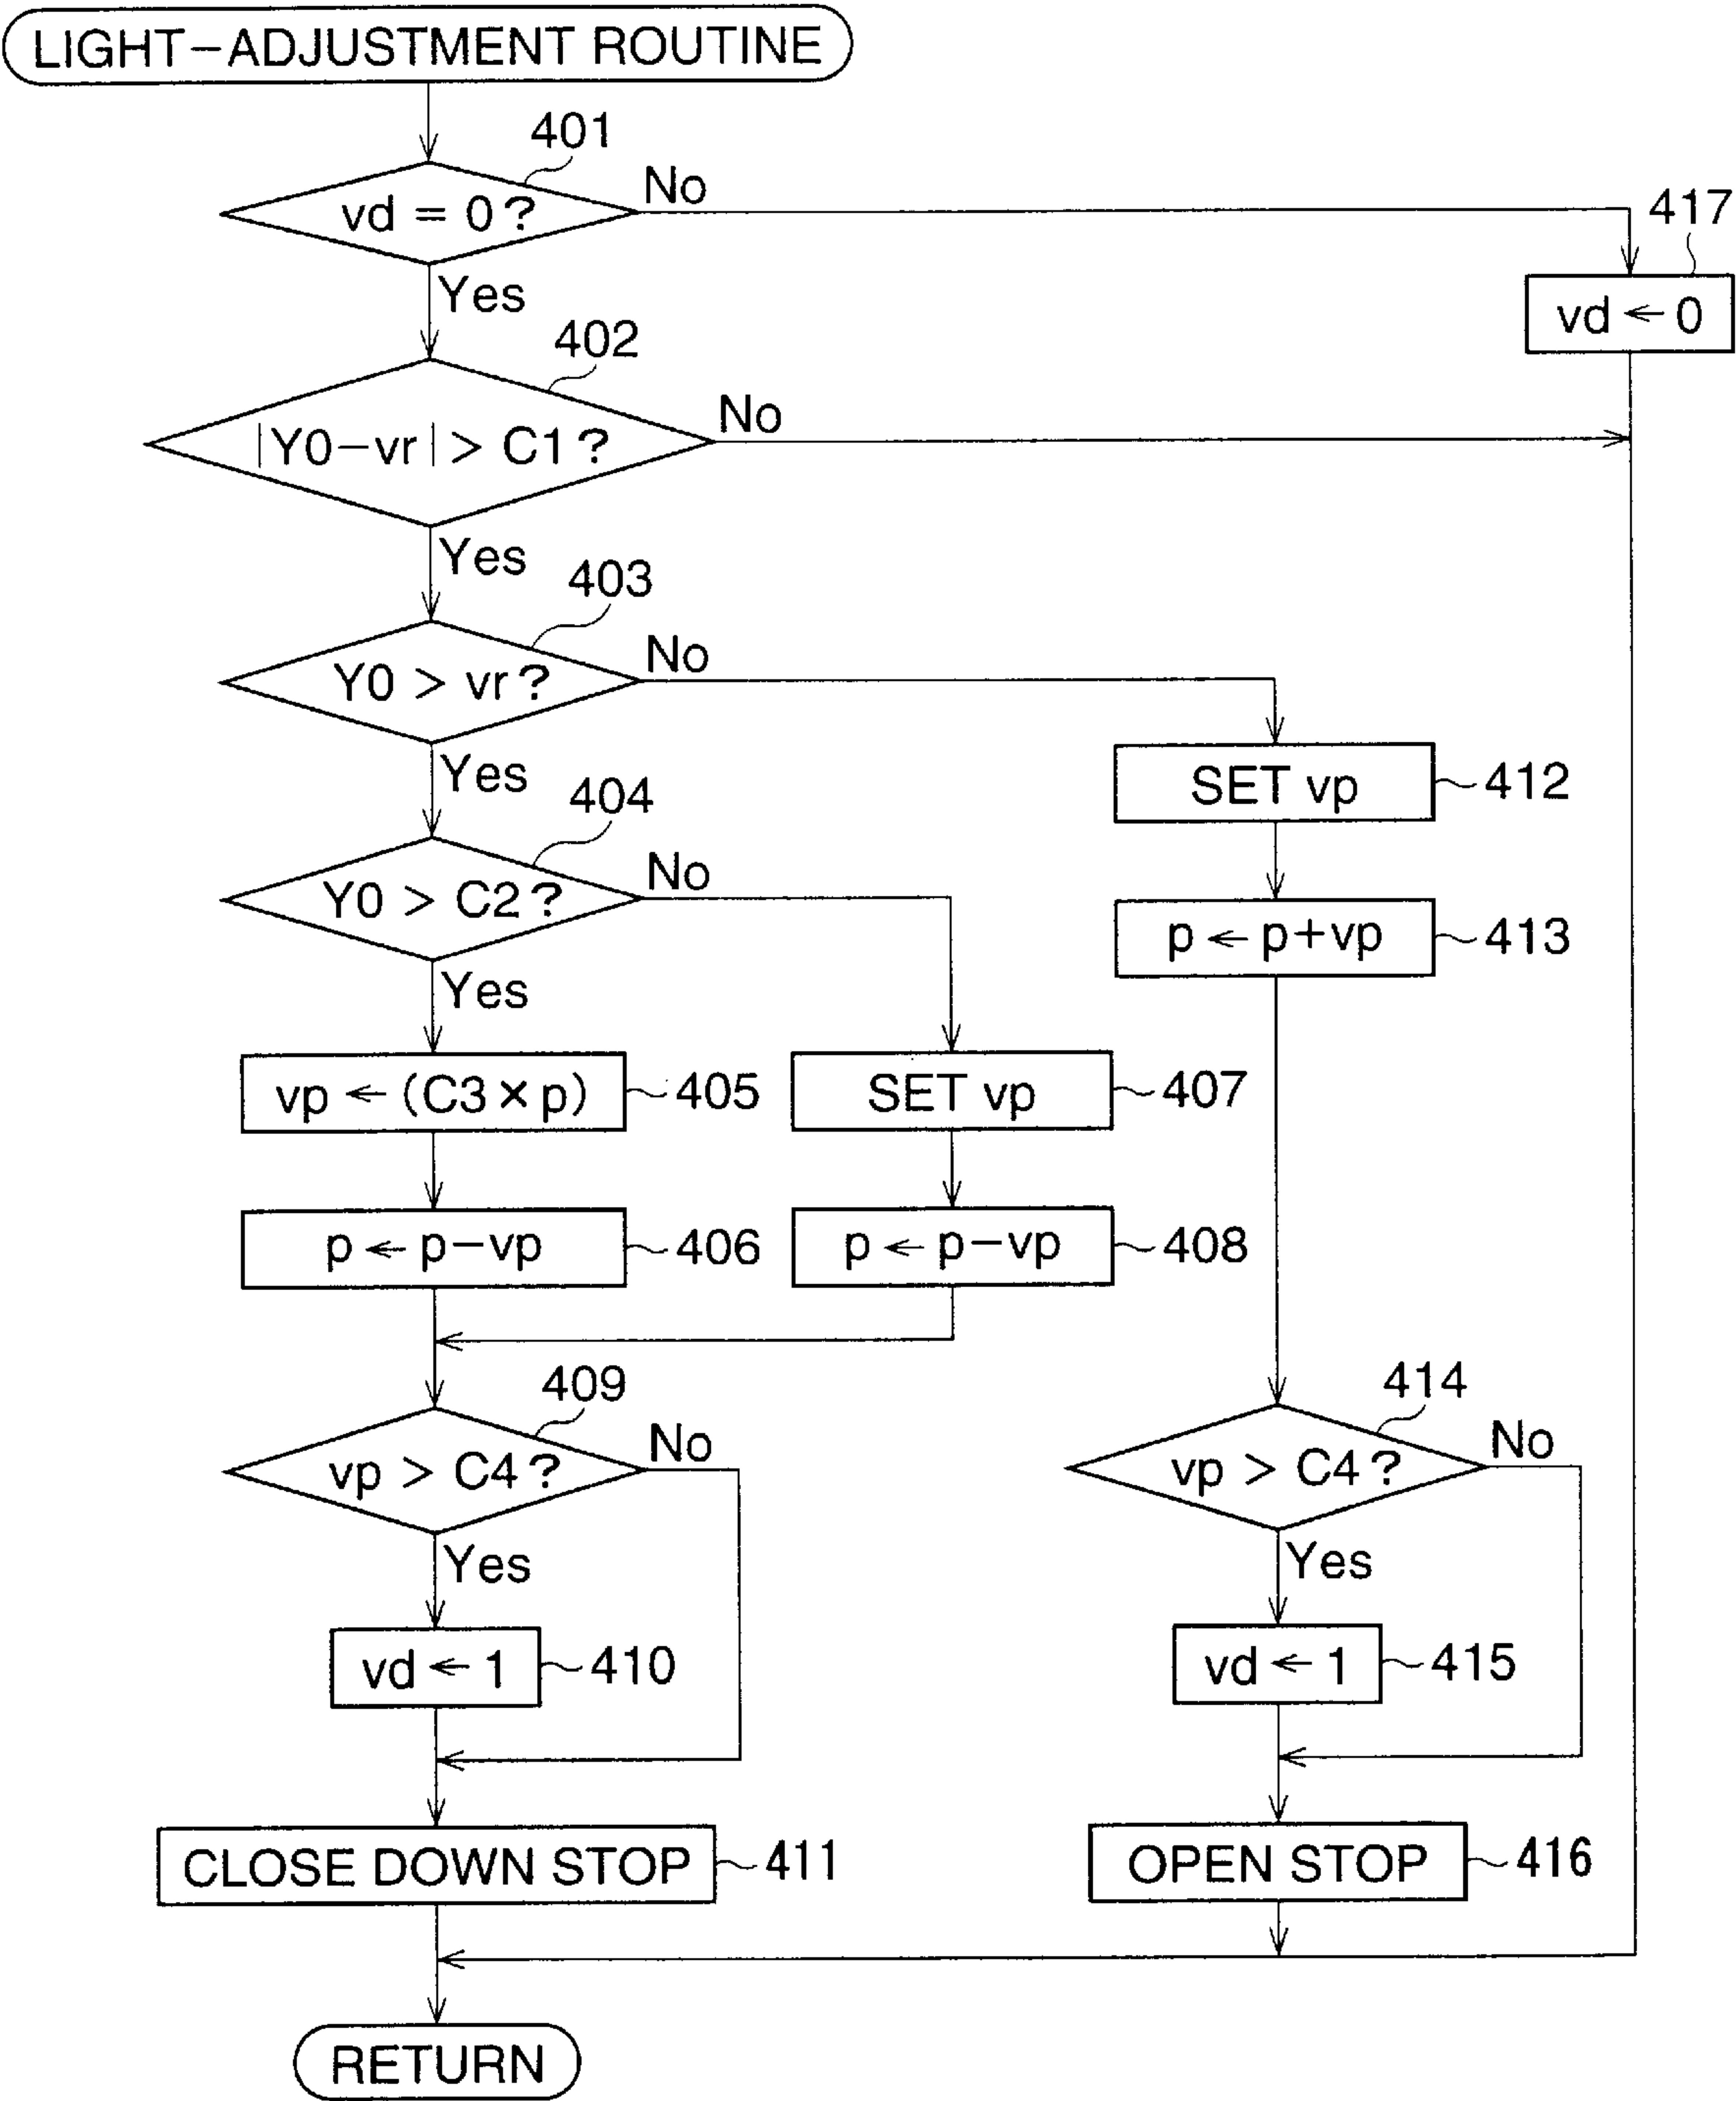 LIGHT-ADJUSTMENT ROUTINE
401
vd = 0?
No
Yes
417
vd ← 0
402
|Y0-vr| > C1?
No
Yes
403
Y0 > vr?
No
Yes
412
SET vp
404
Y0 > C2?
No
Yes
413
p ← p+vp
vp ← (C3 × p)
405
SET vp
407
p ← p-vp
406
p ← p-vp
408
409
vp > C4?
No
Yes
414
vp > C4?
No
Yes
vd ← 1
410
vd ← 1
415
CLOSE DOWN STOP
411
OPEN STOP
416
RETURN